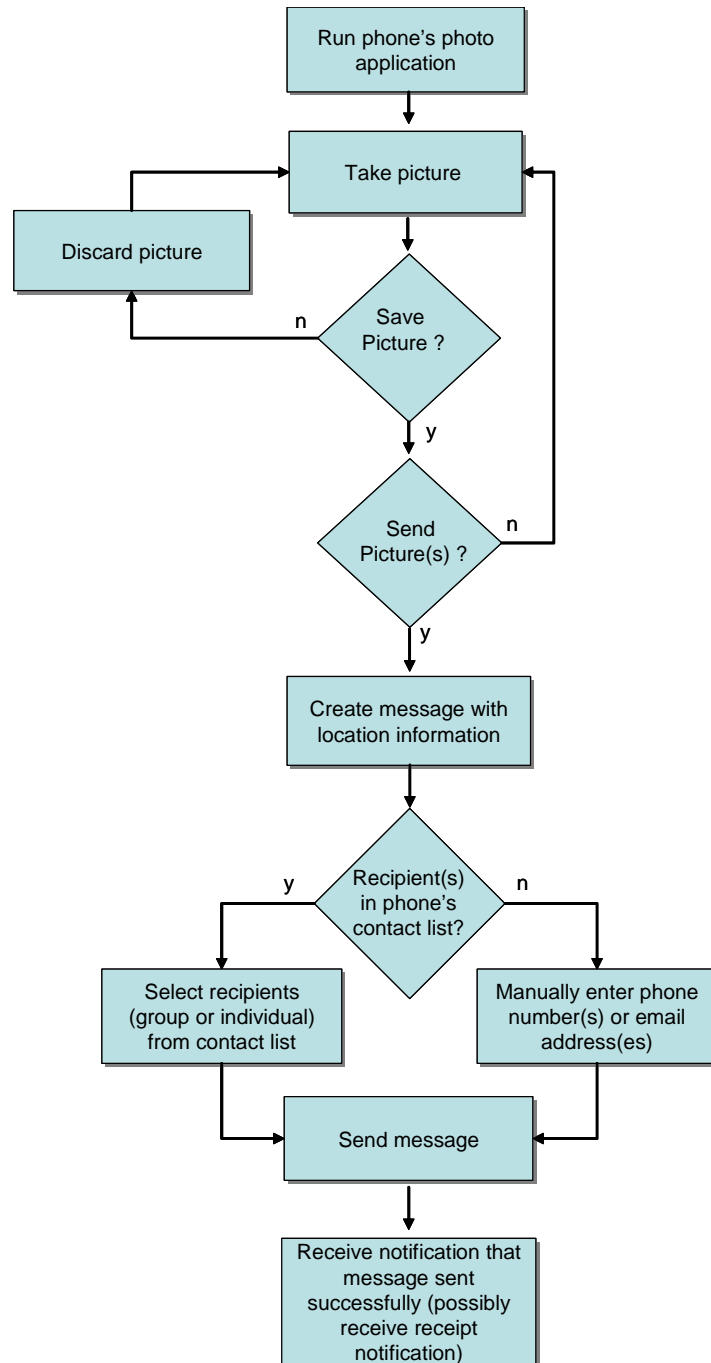 Run phone's photo
application
Take picture
Discard picture
n
Save
Picture ?
y
Send
Picture(s) ?
n
y
Create message with
location information
y
Recipient(s)
in phone's
contact list?
n
Select recipients
(group or individual)
from contact list
Manually enter phone
number(s) or email
address(es)
Send message
Receive notification that
message sent
successfully (possibly
receive receipt
notification)